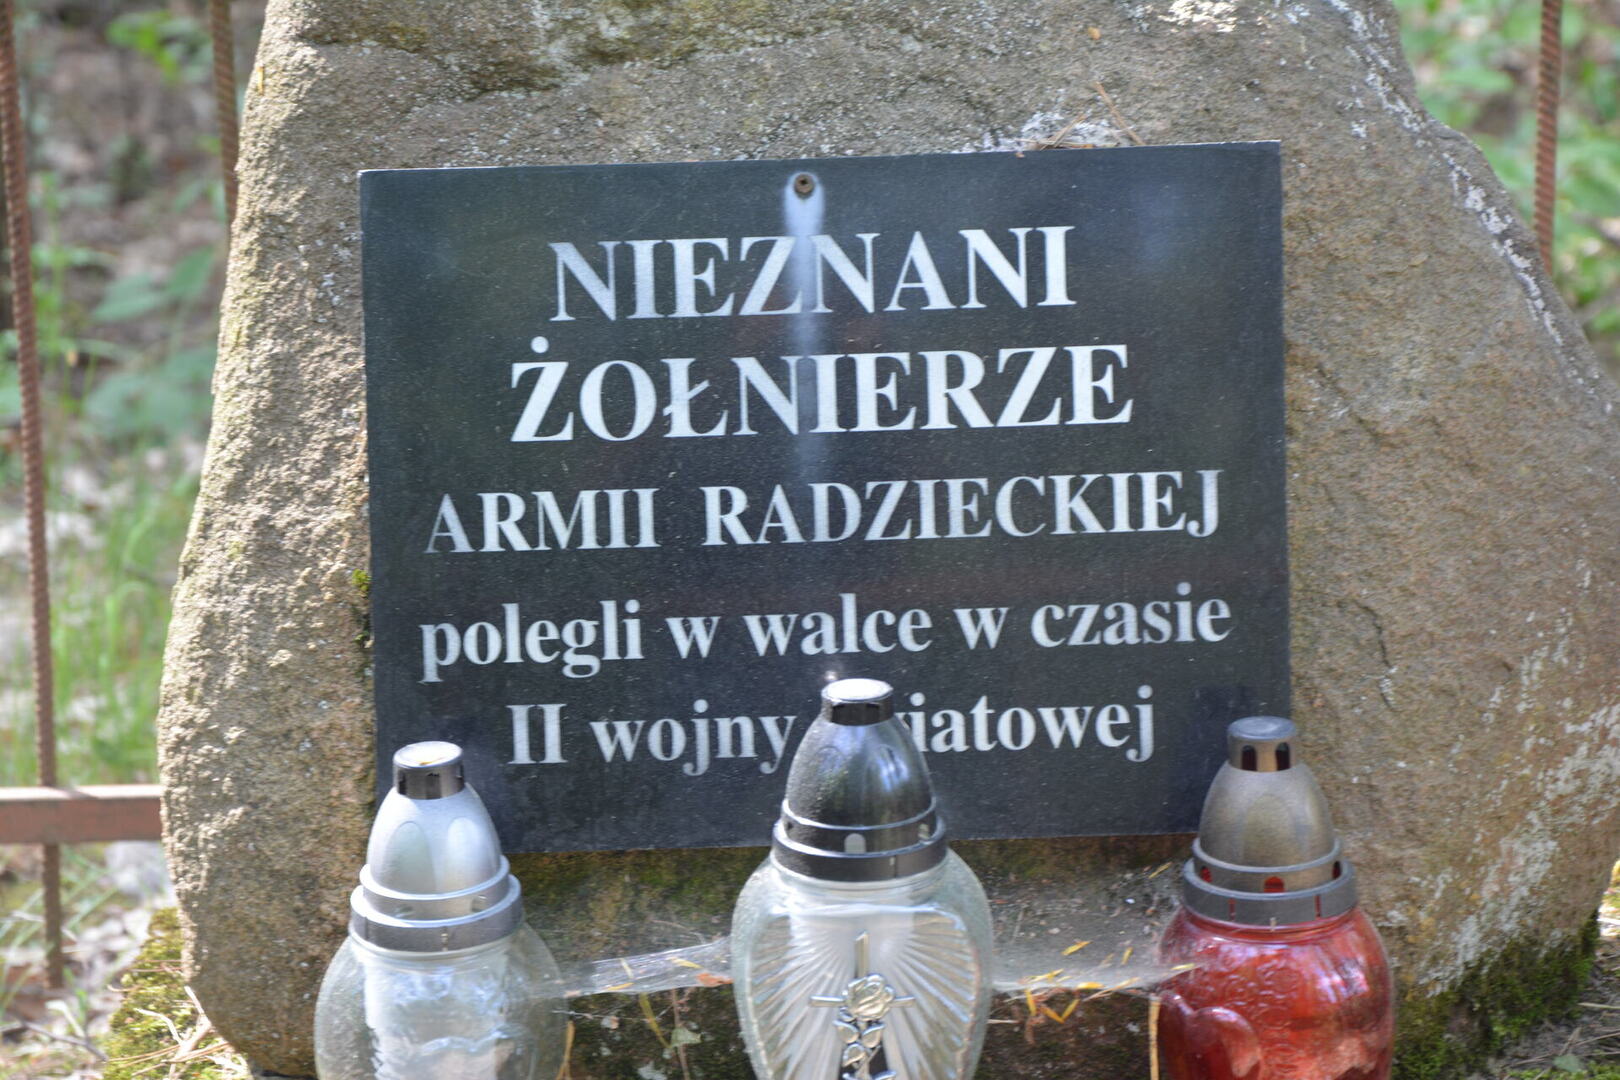 NIEZNANI
ŻOŁNIERZE
ARMII RADZIECKIEJ
polegli w walce w czasie
II wojny